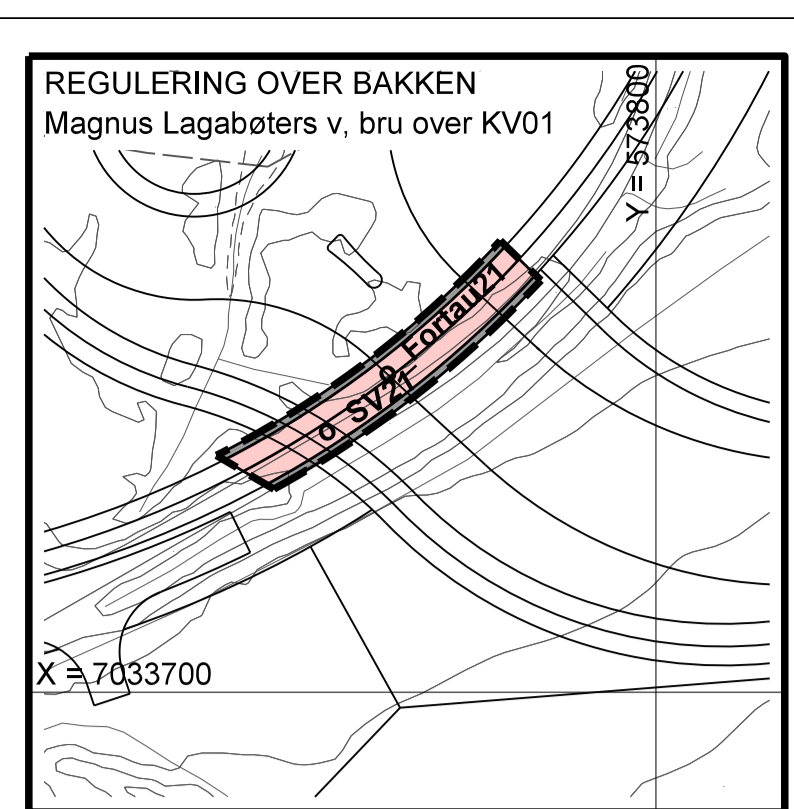 REGULERING OVER BAKKEN
Magnus Lagabøters v, bru over KV01
Y = 573800
o_Fortau21
o_SV21
X = 7033700